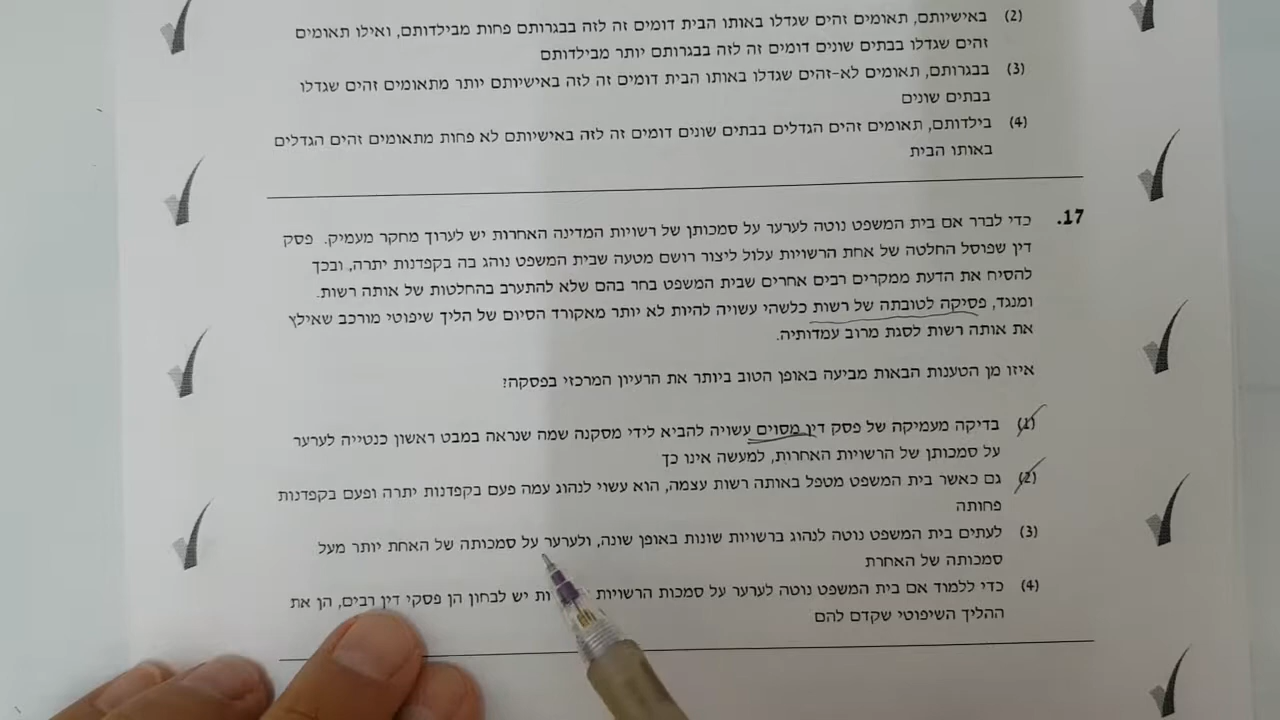 (2) באישיותם, תאומים זהים שגדלו באותו הבית דומים זה לזה בבגרותם פחות מבילדותם, ואילו תאומים
זהים שגדלו בבתים שונים דומים זה לזה בבגרותם יותר מבילדותם
(3) בבגרותם, תאומים לא-זהים שגדלו באותו הבית דומים זה לזה באישיותם יותר מתאומים זהים שגדלו
בבתים שונים
(4) בילדותם, תאומים זהים הגדלים בבתים שונים דומים זה לזה באישיותם לא פחות מתאומים זהים הגדלים
באותו הבית
17. כדי לברר אם בית המשפט נוטה לערער על סמכותן של רשויות המדינה האחרות יש לערוך מחקר מעמיק. פסק
דין שפוסל החלטה של אחת הרשויות עלול ליצור רושם מטעה שבית המשפט נוהג בה בקפדנות יתרה, ובכך
להסיח את הדעת ממקרים רבים אחרים שבית המשפט בחר בהם שלא להתערב בהחלטות של אותה רשות.
ומנגד, פסיקה לטובתה של רשות כלשהי עשויה להיות לא יותר מאקורד הסיום של הליך שיפוטי מורכב שאילץ
את אותה רשות לסגת מרוב עמדותיה.
איזו מן הטענות הבאות מביעה באופן הטוב ביותר את הרעיון המרכזי בפסקה?
(1) בדיקה מעמיקה של פסק דין מסוים עשויה להביא לידי מסקנה שמה שנראה במבט ראשון כנטייה לערער
על סמכותן של הרשויות האחרות, למעשה אינו כך
(2) גם כאשר בית המשפט מטפל באותה רשות עצמה, הוא עשוי לנהוג עמה פעם בקפדנות יתרה ופעם בקפדנות
פחותה
(3) לעתים בית המשפט נוטה לנהוג ברשויות שונות באופן שונה, ולערער על סמכותה של האחת יותר מעל
סמכותה של האחרת
(4) כדי ללמוד אם בית המשפט נוטה לערער על סמכות הרשויות יש לבחון הן פסקי דין רבים, הן את
ההליך השיפוטי שקדם להם